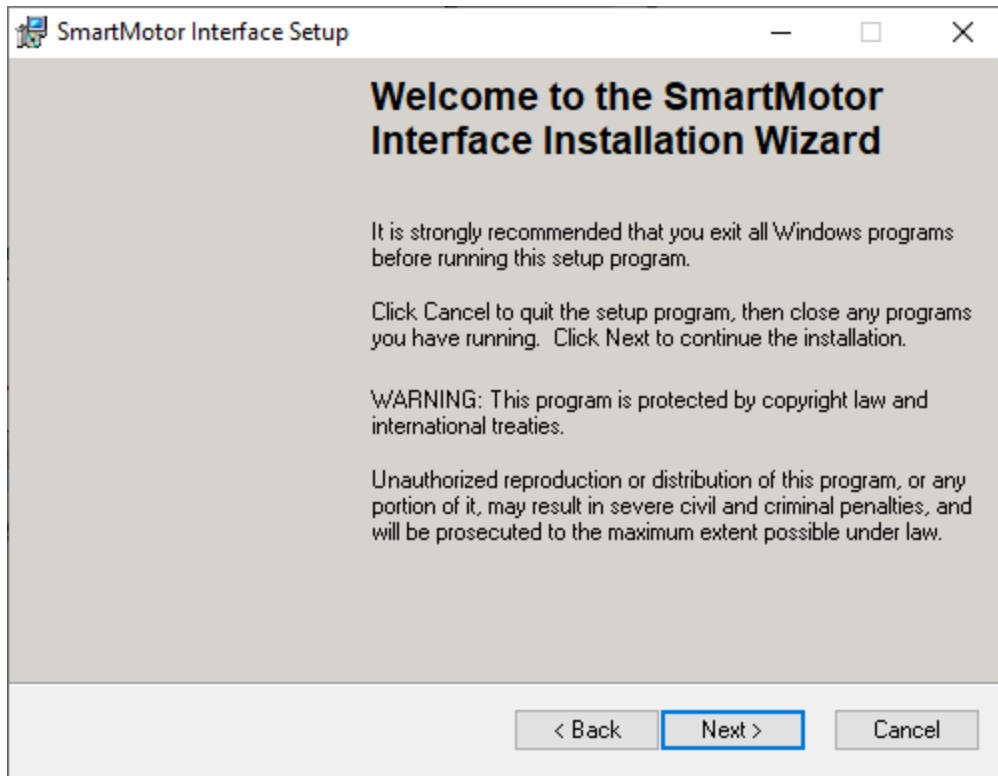 SmartMotor Interface Setup
Welcome to the SmartMotor
Interface Installation Wizard
It is strongly recommended that you exit all Windows programs
before running this setup program.
Click Cancel to quit the setup program, then close any programs
you have running.  Click Next to continue the installation.
WARNING: This program is protected by copyright law and
international treaties.
Unauthorized reproduction or distribution of this program, or any
portion of it, may result in severe civil and criminal penalties, and
will be prosecuted to the maximum extent possible under law.
< Back
Next >
Cancel